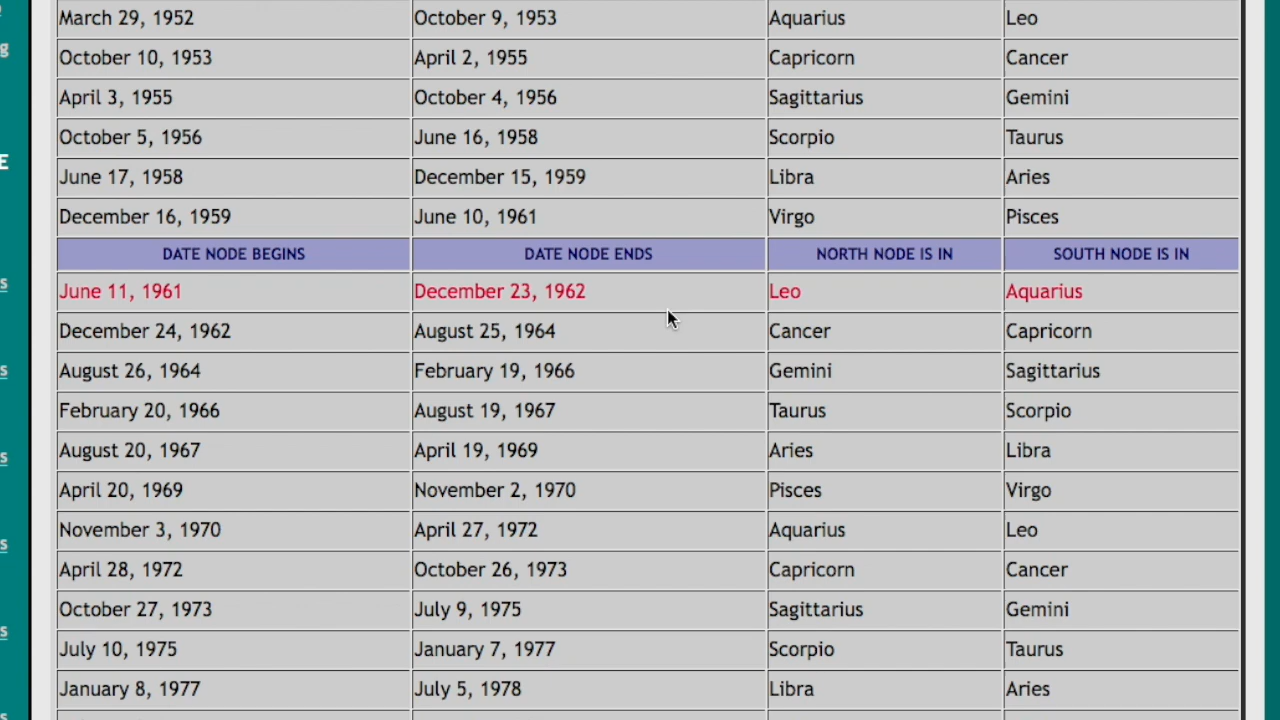 March 29, 1952 October 9, 1953 Aquarius Leo
g
October 10, 1953 April 2, 1955 Capricorn Cancer
April 3, 1955 October 4, 1956 Sagittarius Gemini
October 5, 1956 June 16, 1958 Scorpio Taurus
E
June 17, 1958 December 15, 1959 Libra Aries
December 16, 1959 June 10, 1961 Virgo Pisces
DATE NODE BEGINS DATE NODE ENDS NORTH NODE IS IN SOUTH NODE IS IN
s June 11, 1961 December 23, 1962 Leo Aquarius
December 24, 1962 August 25, 1964 Cancer Capricorn
s August 26, 1964 February 19, 1966 Gemini Sagittarius
February 20, 1966 August 19, 1967 Taurus Scorpio
s August 20, 1967 April 19, 1969 Aries Libra
April 20, 1969 November 2, 1970 Pisces Virgo
November 3, 1970 April 27, 1972 Aquarius Leo
s
April 28, 1972 October 26, 1973 Capricorn Cancer
October 27, 1973 July 9, 1975 Sagittarius Gemini
s
July 10, 1975 January 7, 1977 Scorpio Taurus
January 8, 1977 July 5, 1978 Libra Aries
s